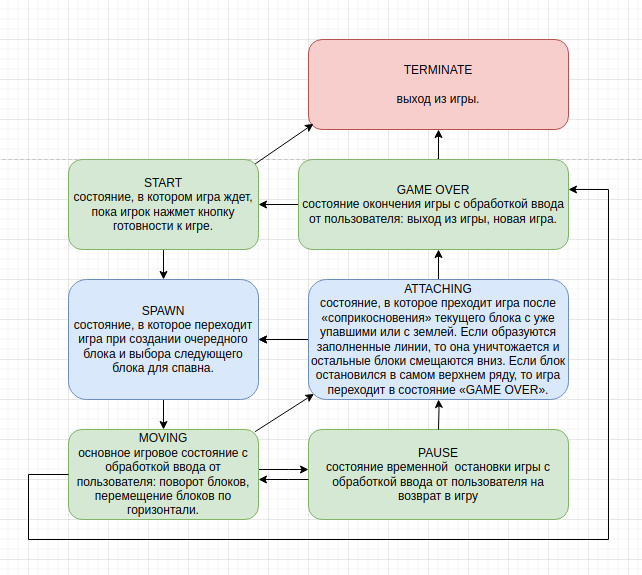 TERMINATE
выход из игры.
START
состояние, в котором игра ждет,
пока игрок нажмет кнопку
готовности к игре.
GAME OVER
состояние окончения игры с обработкой ввода
от пользователя: выход из игры, новая игра.
SPAWN
состояние, в которое переходит
игра при создании очередного
блока и выбора следующего
блока для спавна.
ATTACHING
состояние, в которое преходит игра после
«соприкосновения» текущего блока с уже
упавшими или с землей. Если образуются
заполненные линии, то она уничтожается и
остальные блоки смещаются вниз. Если блок
остановился в самом верхнем ряду, то игра
переходит в состояние «GAME OVER».
MOVING
основное игровое состояние с
обработкой ввода от
пользователя: поворот блоков,
перемещение блоков по
горизонтали.
PAUSE
состояние временной остановки игры с
обработкой ввода от пользователя на
возврат в игру